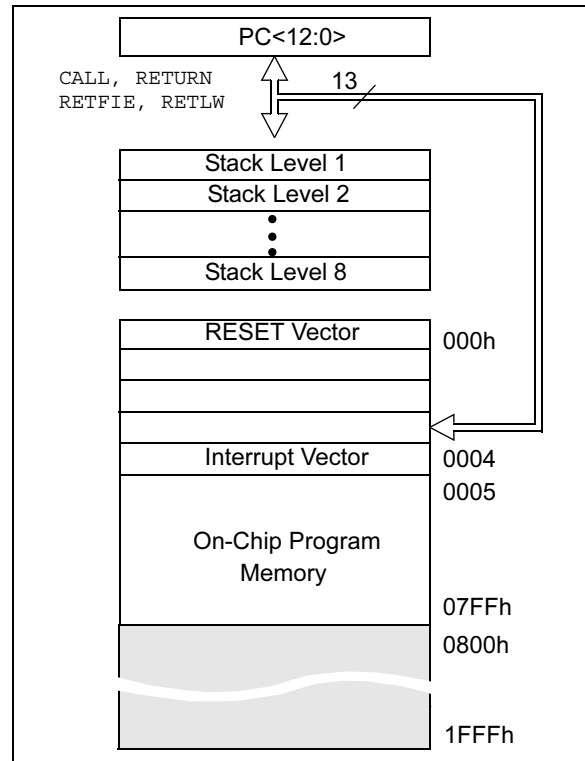 PC<12:0>
CALL, RETURN
RETFIE, RETLW
13
Stack Level 1
Stack Level 2
Stack Level 8
RESET Vector
000h
Interrupt Vector
0004
0005
On-Chip Program
Memory
07FFh
0800h
1FFFh